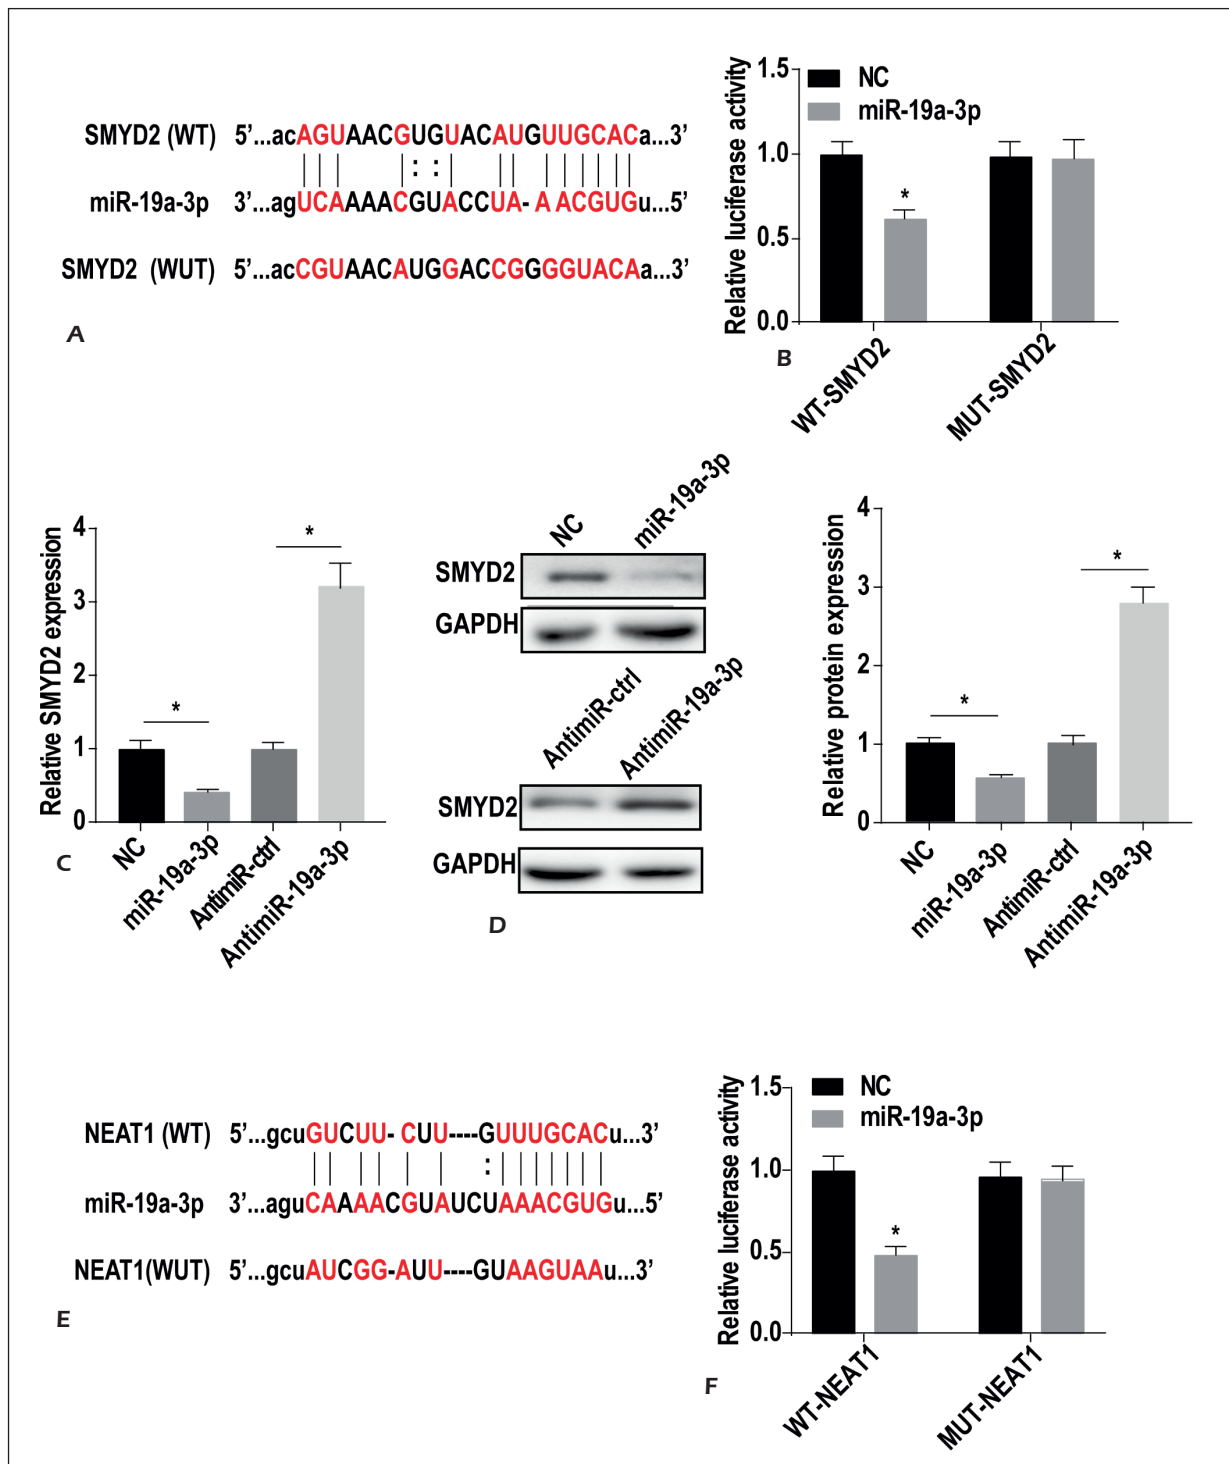 SMYD2 (WT) 5’...acAGUAACGUGUACAUGUUGCACa...3’
miR-19a-3p 3’...agUCAAAACGUACCUA-AACGUGu...5’
SMYD2 (WUT) 5’...acCGUAACAUGGACCGGGGUACAa...3’
A
Relative luciferase activity
1.5
1.0
0.5
0.0
NC
miR-19a-3p
*
WT-SMYD2
MUT-SMYD2
B
Relative SMYD2 expression
4
3
2
1
0
*
*
NC
miR-19a-3p
AntimiR-ctrl
AntimiR-19a-3p
C
NC
miR-19a-3p
SMYD2
GAPDH
AntimiR-ctrl
AntimiR-19a-3p
SMYD2
GAPDH
D
Relative protein expression
4
3
2
1
0
*
*
NC
miR-19a-3p
AntimiR-ctrl
AntimiR-19a-3p
NEAT1 (WT) 5’...gcuGUCUU-CUU----GUUUGCACu...3’
miR-19a-3p 3’...aguCAAAACGUAUCUAAACGUGu...5’
NEAT1(WUT) 5’...gcuAUCGG-AUU----GUAAGUAAu...3’
E
Relative luciferase activity
1.5
1.0
0.5
0.0
NC
miR-19a-3p
*
WT-NEAT1
MUT-NEAT1
F